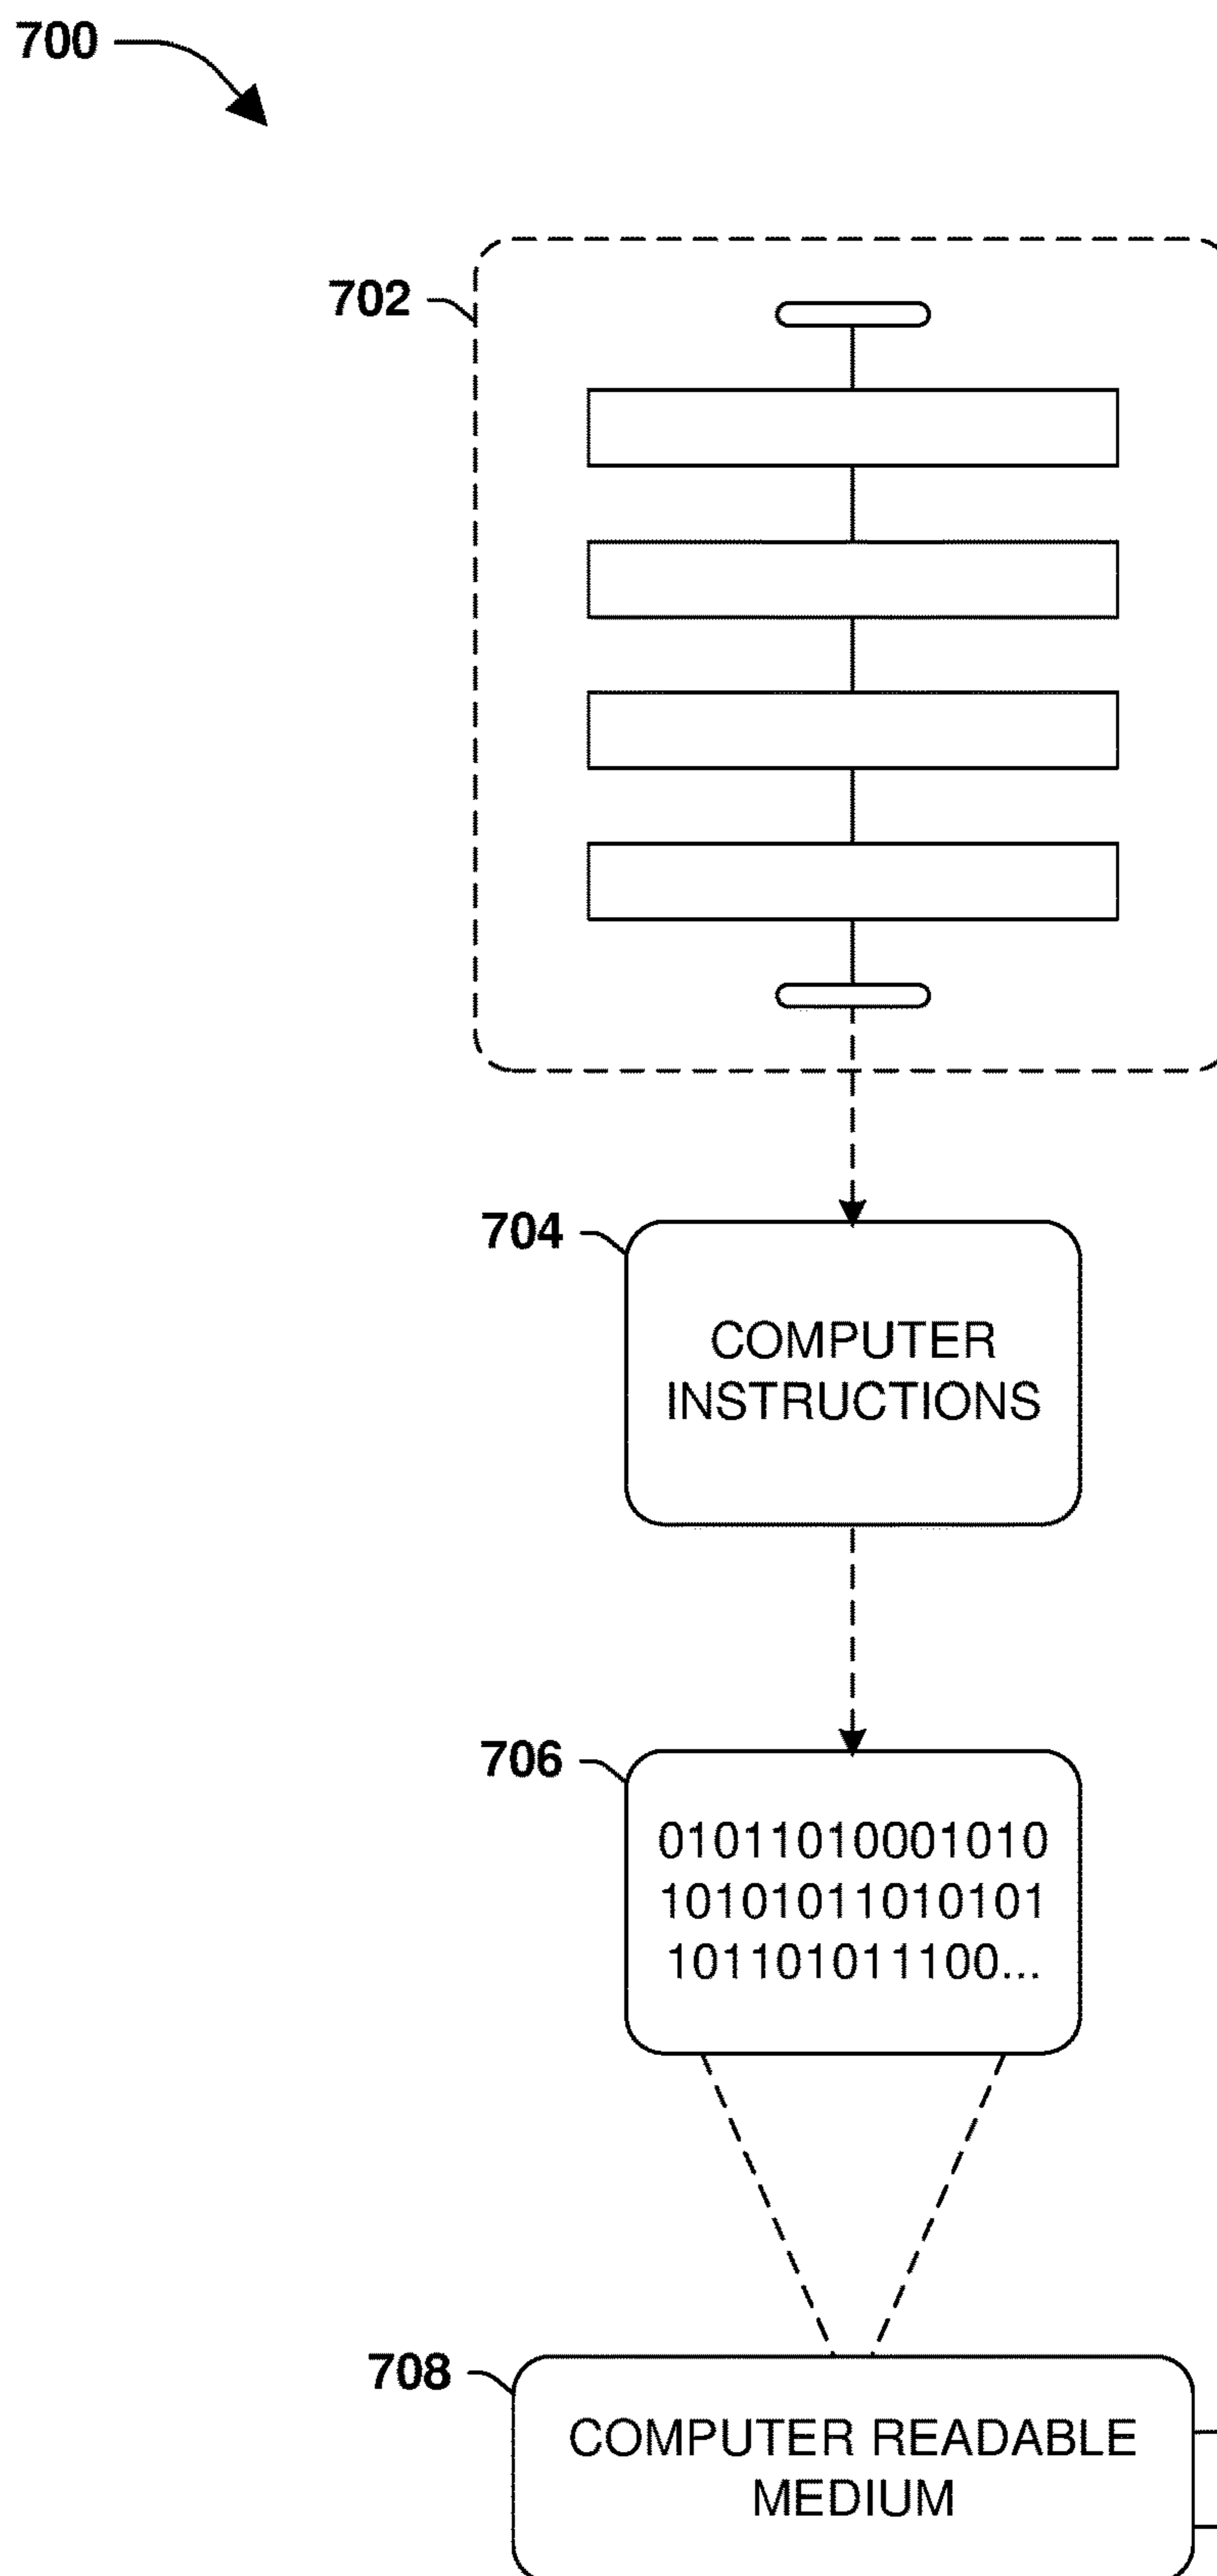 700
702
704
COMPUTER
INSTRUCTIONS
706
01011010001010
10101011010101
101101011100...
708
COMPUTER READABLE
MEDIUM